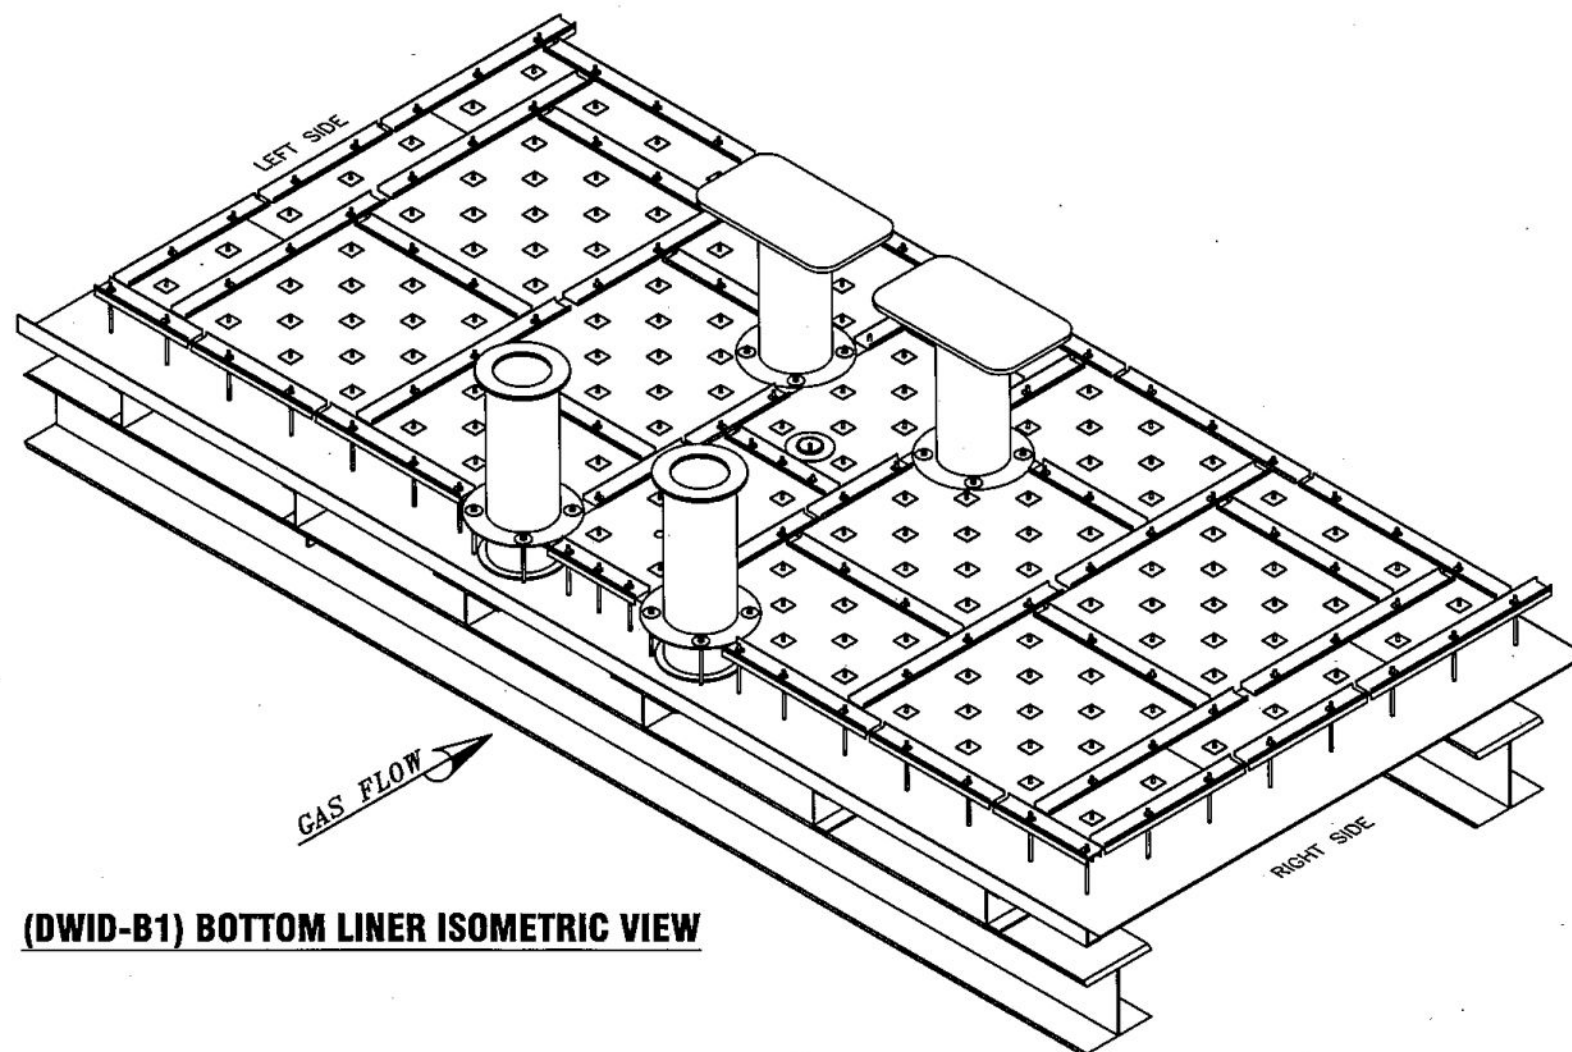 LEFT SIDE
GAS FLOW
RIGHT SIDE
(DWID-B1) BOTTOM LINER ISOMETRIC VIEW